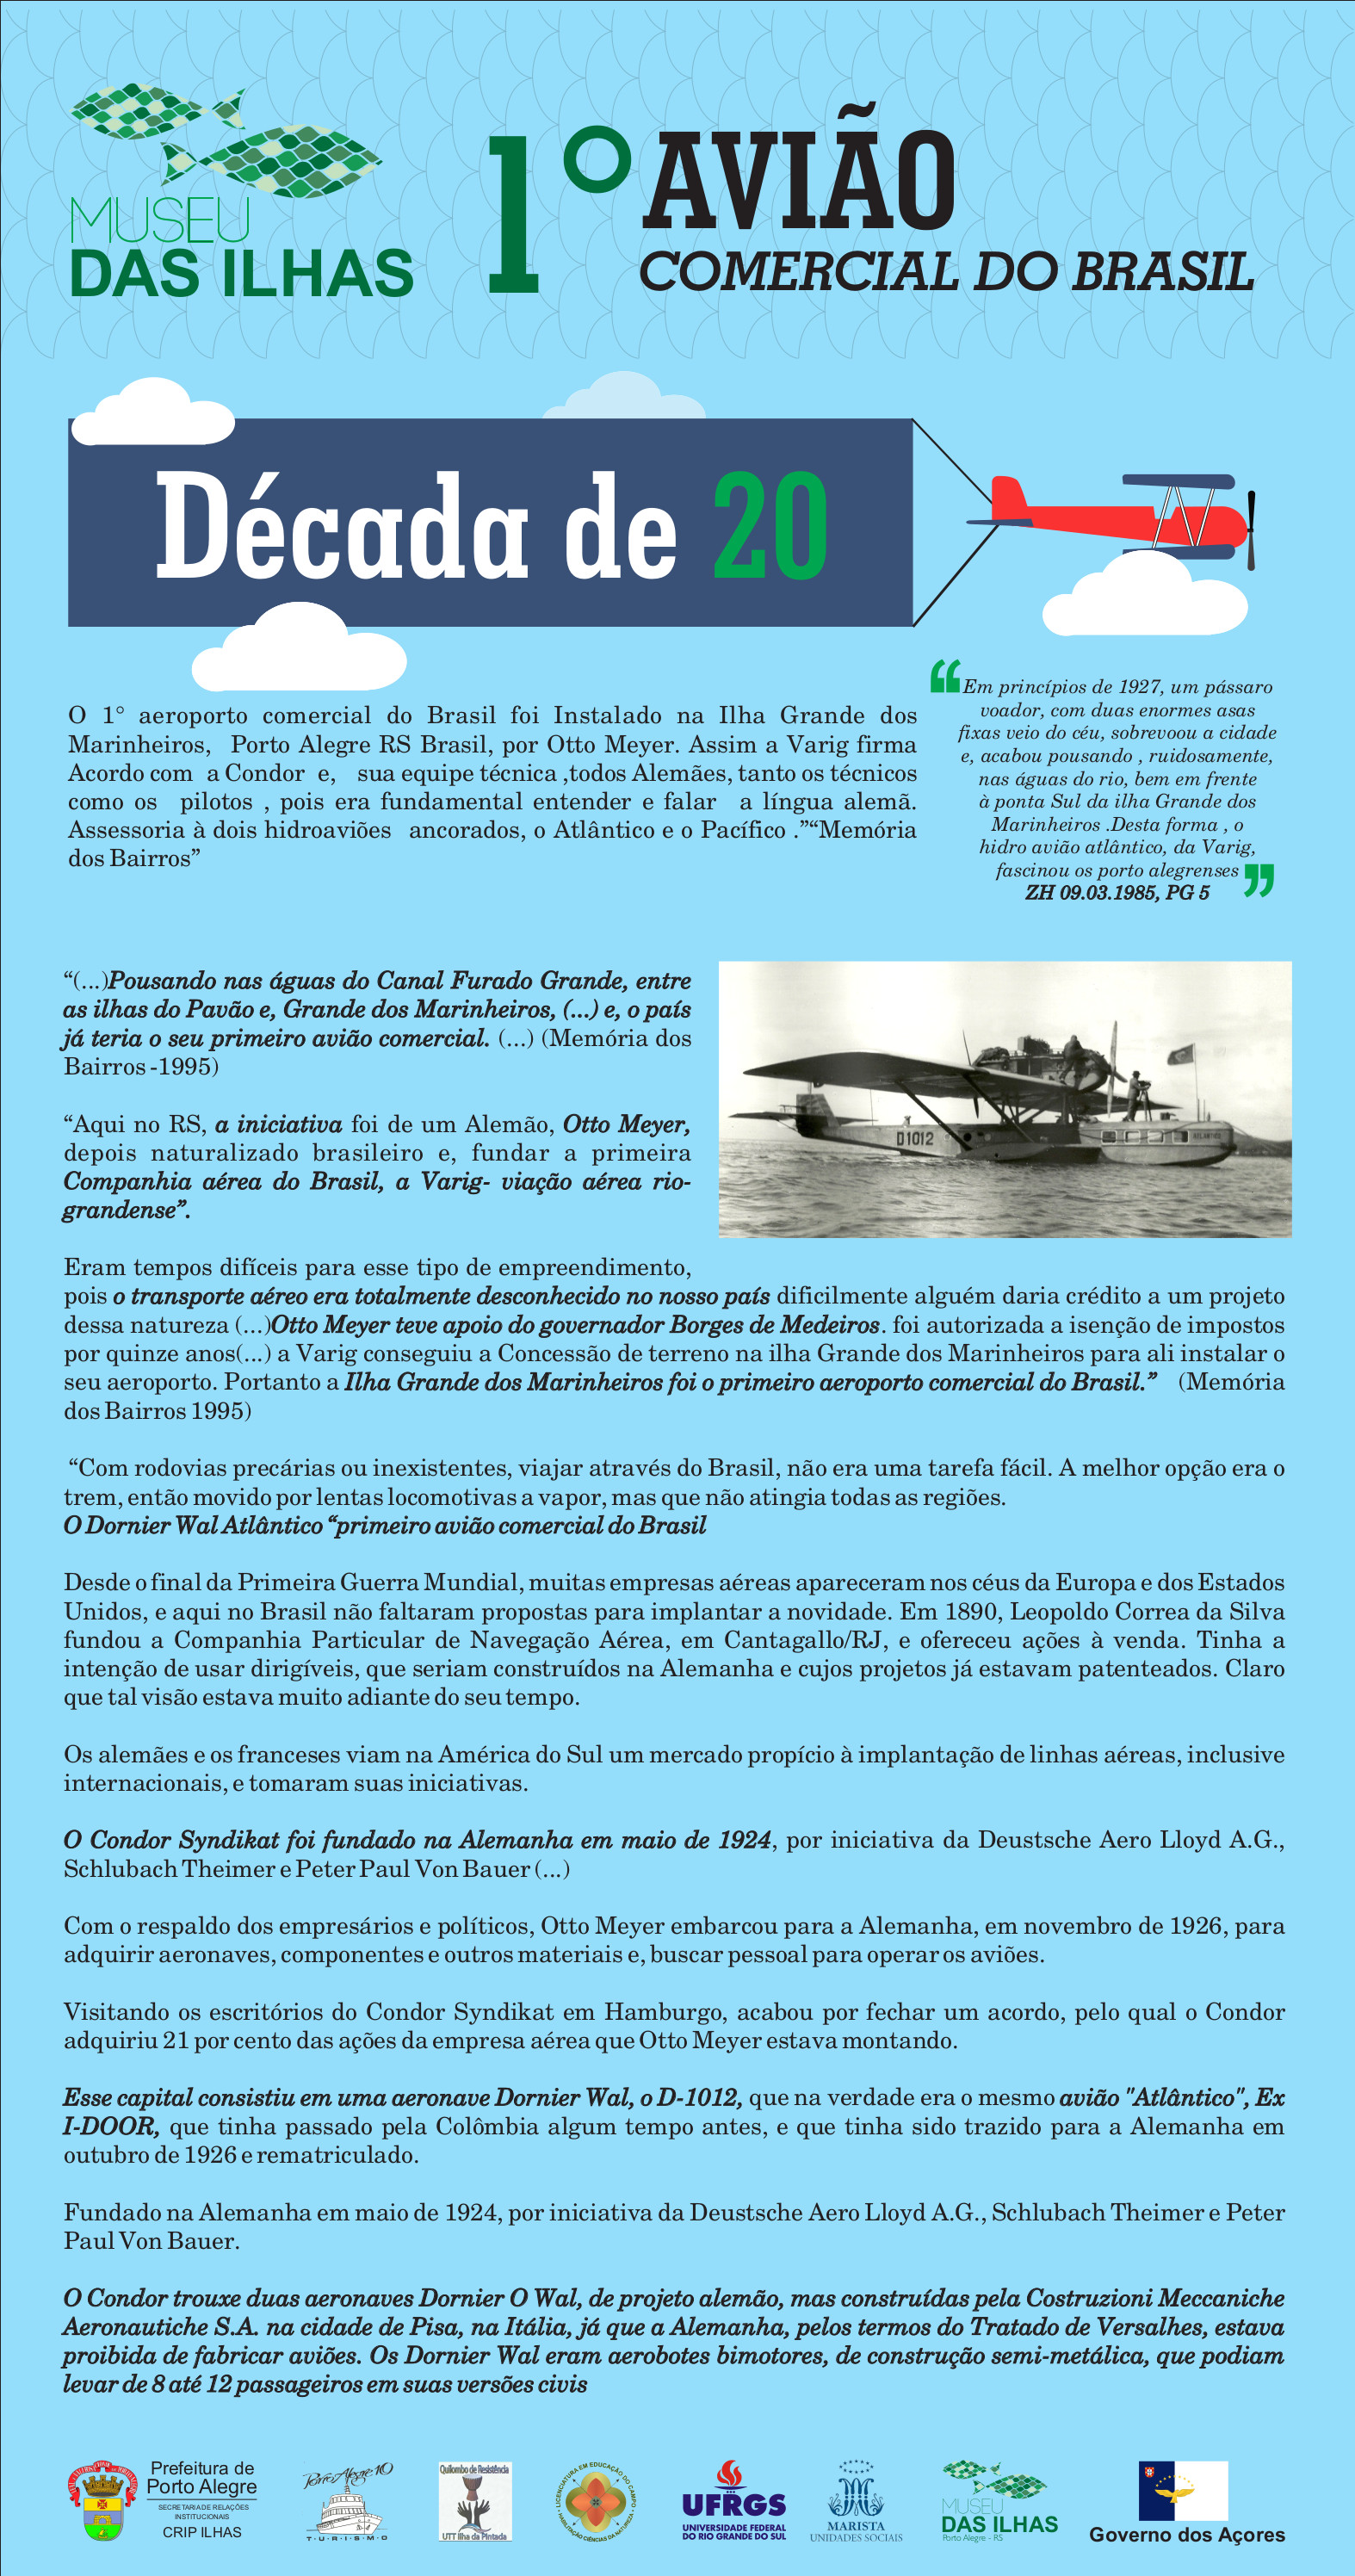 MUSEU
DAS ILHAS
1° AVIÃO
COMERCIAL DO BRASIL
Década de 20
O 1° aeroporto comercial do Brasil foi Instalado na Ilha Grande dos
Marinheiros, Porto Alegre RS Brasil, por Otto Meyer. Assim a Varig firma
Acordo com a Condor e, sua equipe técnica ,todos Alemães, tanto os técnicos
como os pilotos , pois era fundamental entender e falar a língua alemã.
Assessoria à dois hidroaviões ancorados, o Atlântico e o Pacífico .”“Memória
dos Bairros”
“Em princípios de 1927, um pássaro
voador, com duas enormes asas
fixas veio do céu, sobrevoou a cidade
e, acabou pousando , ruidosamente,
nas águas do rio, bem em frente
à ponta Sul da ilha Grande dos
Marinheiros .Desta forma , o
hidro avião atlântico, da Varig,
fascinou os porto alegrenses ”
ZH 09.03.1985, PG 5
“(...)Pousando nas águas do Canal Furado Grande, entre
as ilhas do Pavão e, Grande dos Marinheiros, (...) e, o país
já teria o seu primeiro avião comercial. (...) (Memória dos
Bairros -1995)
“Aqui no RS, a iniciativa foi de um Alemão, Otto Meyer,
depois naturalizado brasileiro e, fundar a primeira
Companhia aérea do Brasil, a Varig- viação aérea rio-
grandense”.
D1012
ATLANTICO
Eram tempos difíceis para esse tipo de empreendimento,
pois o transporte aéreo era totalmente desconhecido no nosso país dificilmente alguém daria crédito a um projeto
dessa natureza (...)Otto Meyer teve apoio do governador Borges de Medeiros. foi autorizada a isenção de impostos
por quinze anos(...) a Varig conseguiu a Concessão de terreno na ilha Grande dos Marinheiros para ali instalar o
seu aeroporto. Portanto a Ilha Grande dos Marinheiros foi o primeiro aeroporto comercial do Brasil.” (Memória
dos Bairros 1995)
“Com rodovias precárias ou inexistentes, viajar através do Brasil, não era uma tarefa fácil. A melhor opção era o
trem, então movido por lentas locomotivas a vapor, mas que não atingia todas as regiões.
O Dornier Wal Atlântico “primeiro avião comercial do Brasil
Desde o final da Primeira Guerra Mundial, muitas empresas aéreas apareceram nos céus da Europa e dos Estados
Unidos, e aqui no Brasil não faltaram propostas para implantar a novidade. Em 1890, Leopoldo Correa da Silva
fundou a Companhia Particular de Navegação Aérea, em Cantagallo/RJ, e ofereceu ações à venda. Tinha a
intenção de usar dirigíveis, que seriam construídos na Alemanha e cujos projetos já estavam patenteados. Claro
que tal visão estava muito adiante do seu tempo.
Os alemães e os franceses viam na América do Sul um mercado propício à implantação de linhas aéreas, inclusive
internacionais, e tomaram suas iniciativas.
O Condor Syndikat foi fundado na Alemanha em maio de 1924, por iniciativa da Deustsche Aero Lloyd A.G.,
Schlubach Theimer e Peter Paul Von Bauer (...)
Com o respaldo dos empresários e políticos, Otto Meyer embarcou para a Alemanha, em novembro de 1926, para
adquirir aeronaves, componentes e outros materiais e, buscar pessoal para operar os aviões.
Visitando os escritórios do Condor Syndikat em Hamburgo, acabou por fechar um acordo, pelo qual o Condor
adquiriu 21 por cento das ações da empresa aérea que Otto Meyer estava montando.
Esse capital consistiu em uma aeronave Dornier Wal, o D-1012, que na verdade era o mesmo avião "Atlântico", Ex
I-DOOR, que tinha passado pela Colômbia algum tempo antes, e que tinha sido trazido para a Alemanha em
outubro de 1926 e rematriculado.
Fundado na Alemanha em maio de 1924, por iniciativa da Deustsche Aero Lloyd A.G., Schlubach Theimer e Peter
Paul Von Bauer.
O Condor trouxe duas aeronaves Dornier O Wal, de projeto alemão, mas construídas pela Costruzioni Meccaniche
Aeronautiche S.A. na cidade de Pisa, na Itália, já que a Alemanha, pelos termos do Tratado de Versalhes, estava
proibida de fabricar aviões. Os Dornier Wal eram aerobotes bimotores, de construção semi-metálica, que podiam
levar de 8 até 12 passageiros em suas versões civis
Prefeitura de
Porto Alegre
SECRETARIA DE RELAÇÕES
INSTITUCIONAIS
CRIP ILHAS
Porto Alegre 10
TURISMO
Quilombo de Resistência
UTT Ilha da Pintada
LICENCIATURA EM EDUCAÇÃO DO CAMPO
HABILITAÇÃO CIÊNCIAS DA NATUREZA
UFRGS
UNIVERSIDADE FEDERAL
DO RIO GRANDE DO SUL
MARISTA
UNIDADES SOCIAIS
MUSEU
DAS ILHAS
Porto Alegre - RS
Governo dos Açores